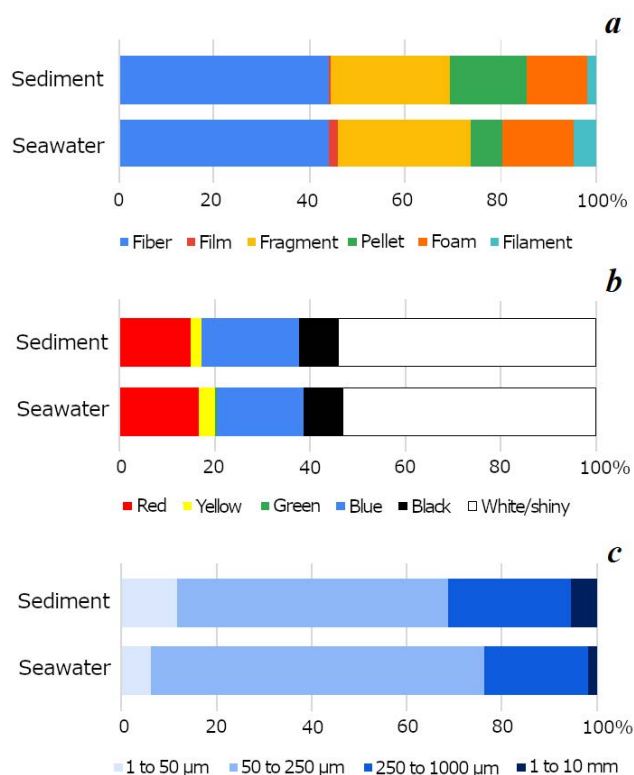 a
Sediment
Seawater
0 20 40 60 80 100%
Fiber Film Fragment Pellet Foam Filament
b
Sediment
Seawater
0 20 40 60 80 100%
Red Yellow Green Blue Black White/shiny
c
Sediment
Seawater
0 20 40 60 80 100%
1 to 50 µm 50 to 250 µm 250 to 1000 µm 1 to 10 mm